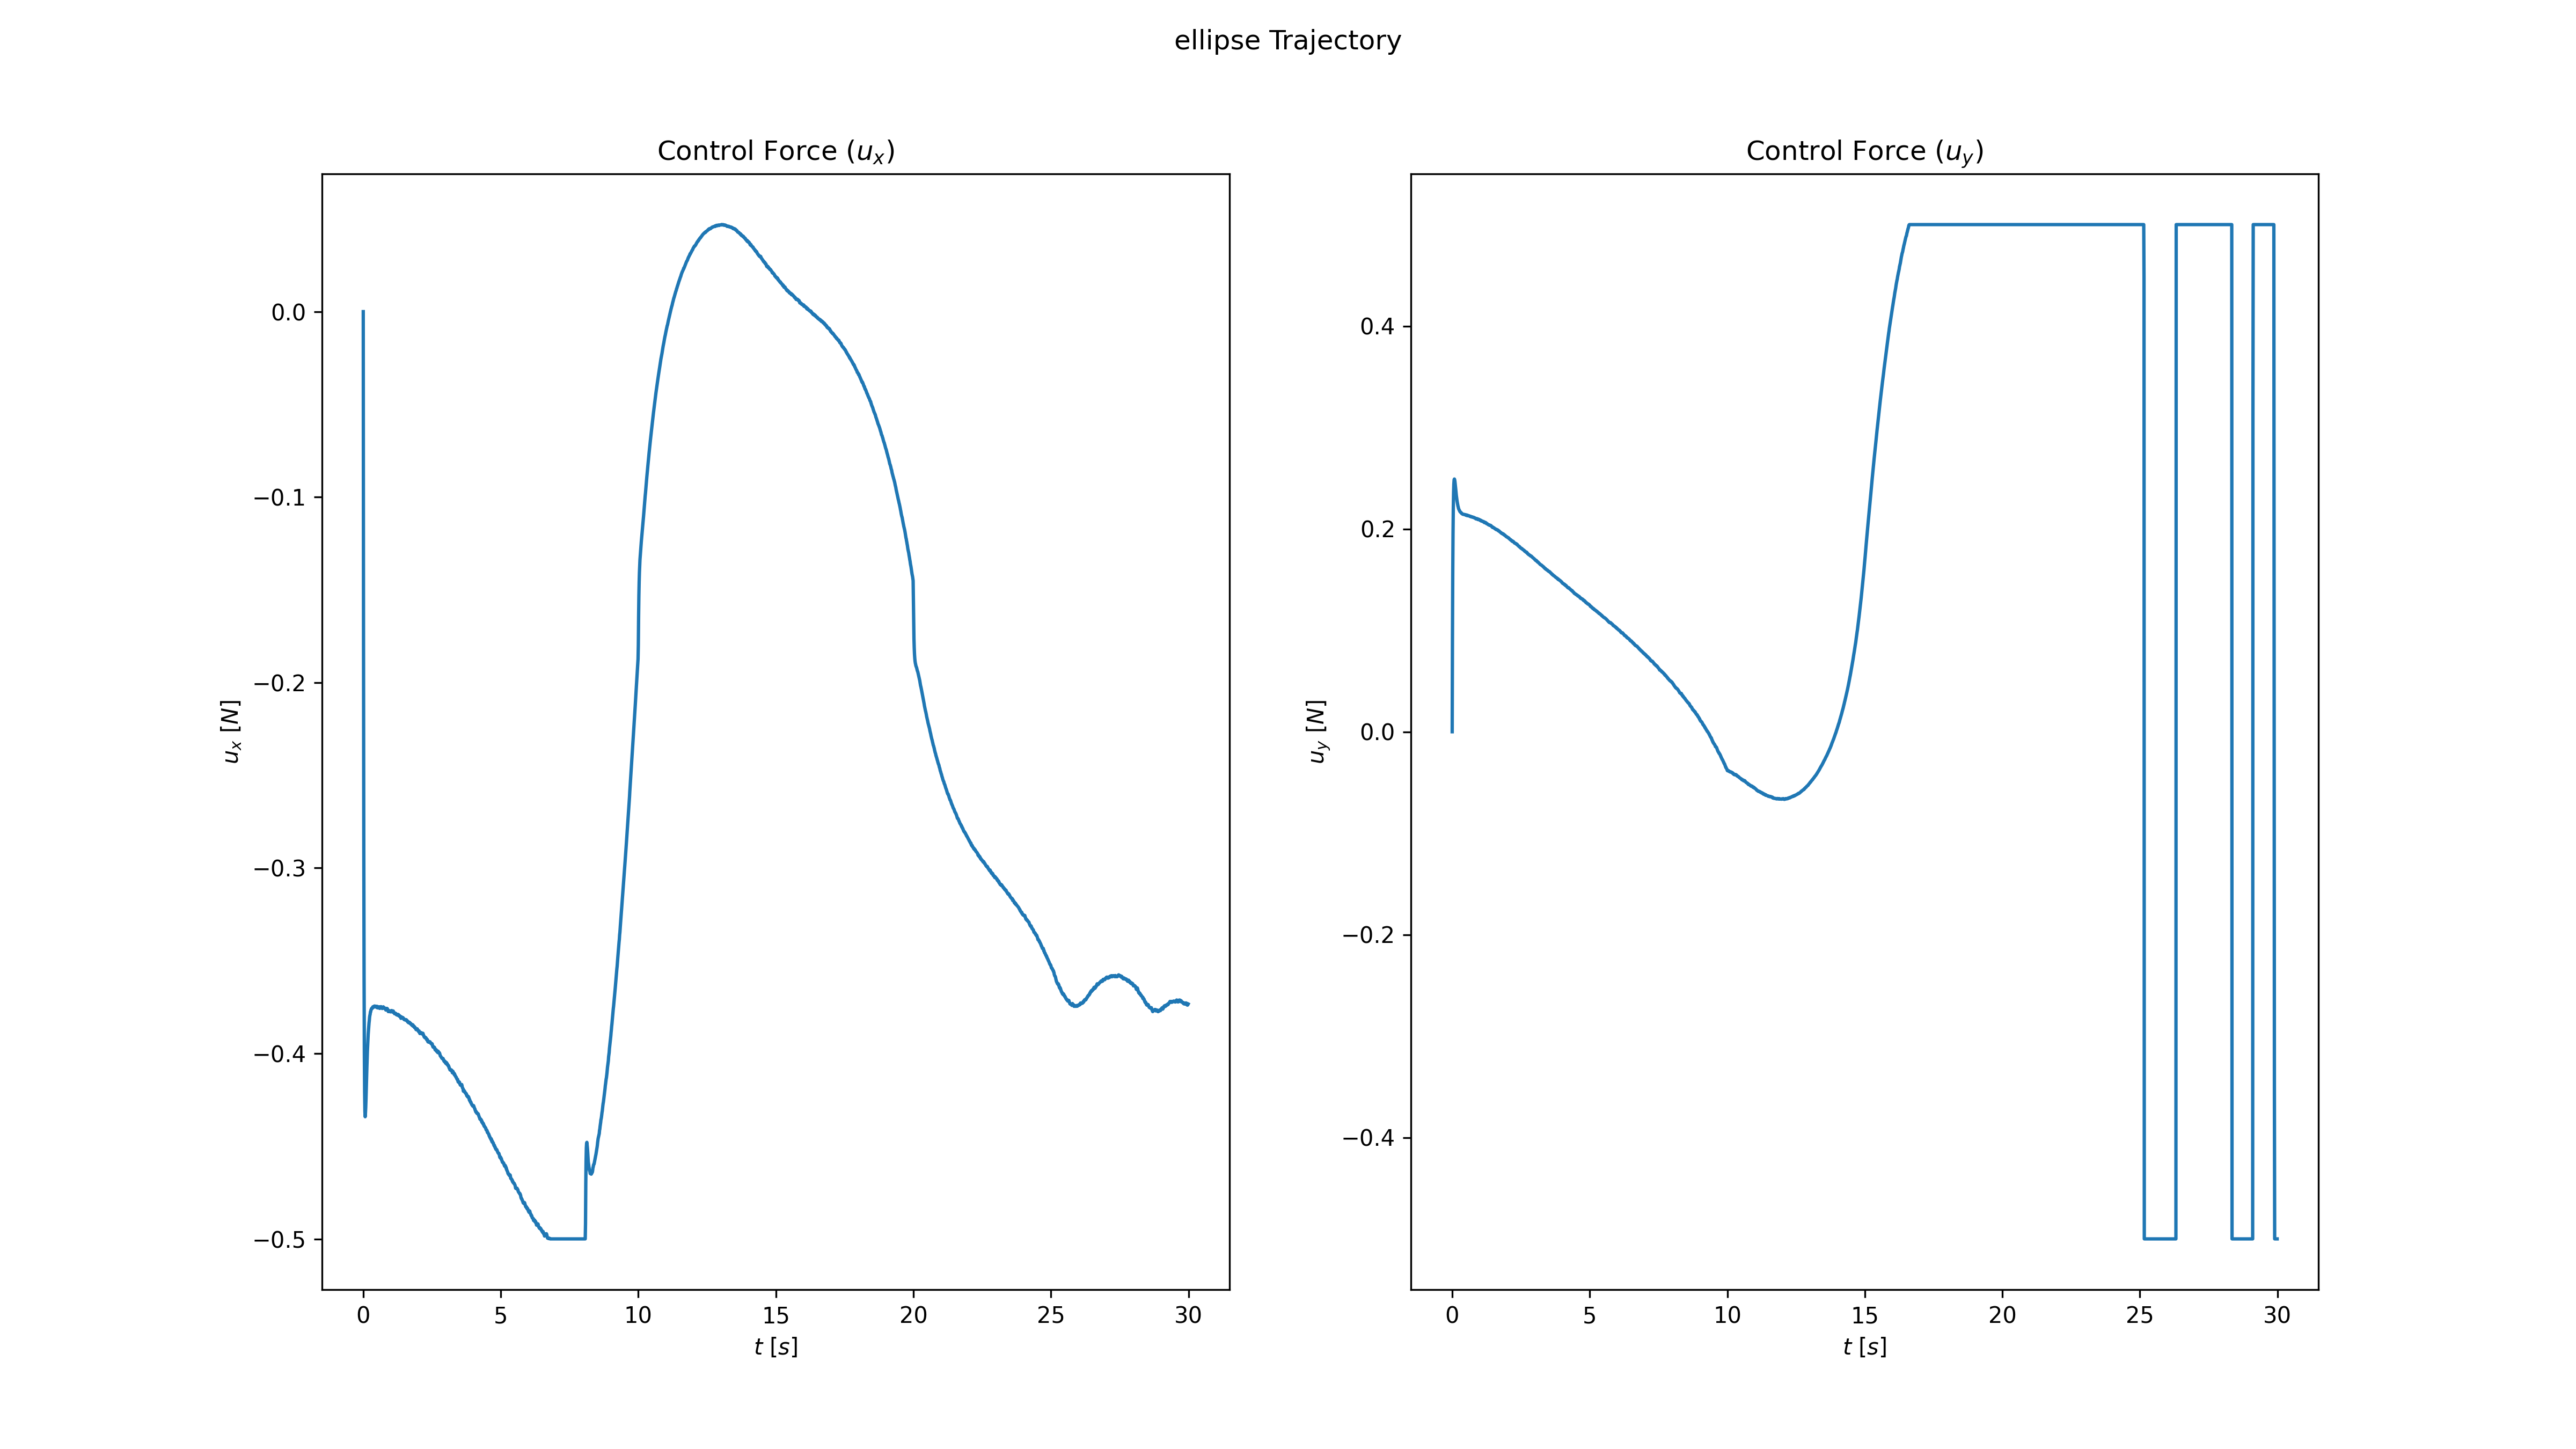 ellipse Trajectory
Control Force (u_x)
u_x [N]
0.0
−0.1
−0.2
−0.3
−0.4
−0.5
0 5 10 15 20 25 30
t [s]
Control Force (u_y)
u_y [N]
0.4
0.2
0.0
−0.2
−0.4
0 5 10 15 20 25 30
t [s]